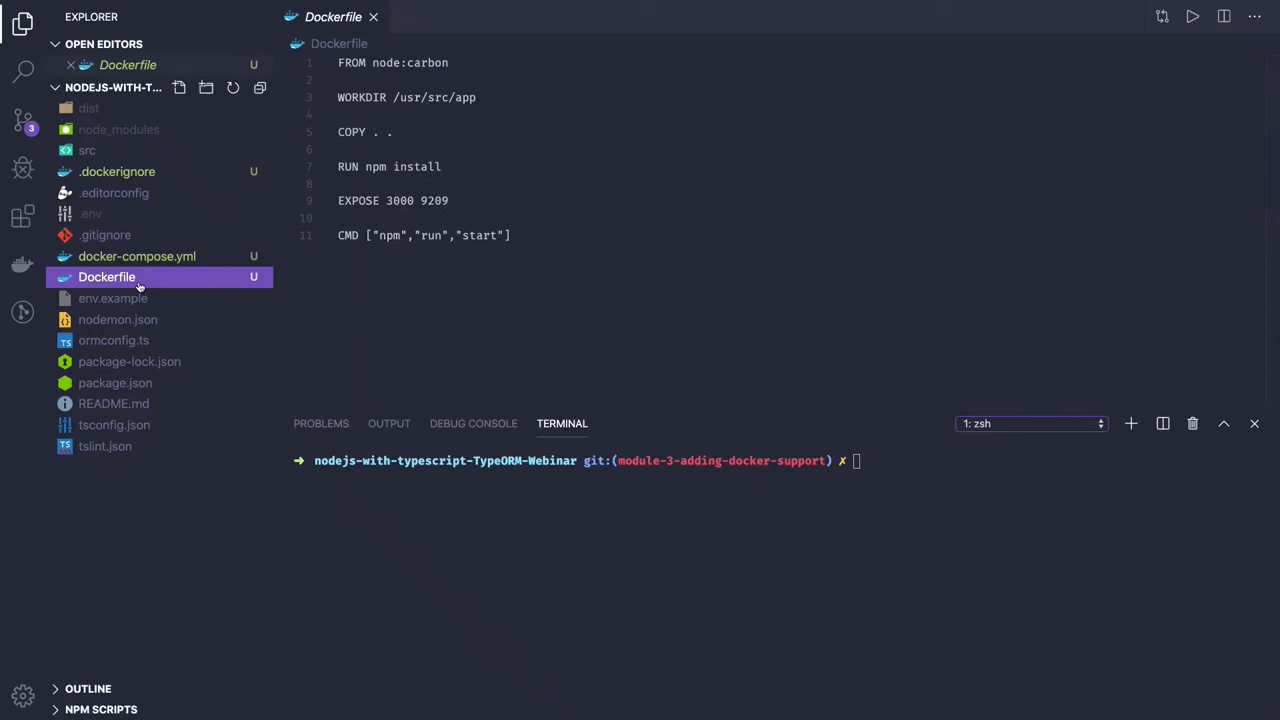 EXPLORER
OPEN EDITORS
Dockerfile U
NODEJS-WITH-T...
dist
node_modules
src
.dockerignore U
.editorconfig
.env
.gitignore
docker-compose.yml U
Dockerfile U
env.example
nodemon.json
ormconfig.ts
package-lock.json
package.json
README.md
tsconfig.json
tslint.json
OUTLINE
NPM SCRIPTS
3
Dockerfile
Dockerfile
1 FROM node:carbon
2
3 WORKDIR /usr/src/app
4
5 COPY . .
6
7 RUN npm install
8
9 EXPOSE 3000 9209
10
11 CMD ["npm","run","start"]
PROBLEMS OUTPUT DEBUG CONSOLE TERMINAL 1: zsh
➜ nodejs-with-typescript-TypeORM-Webinar git:(module-3-adding-docker-support) ✗